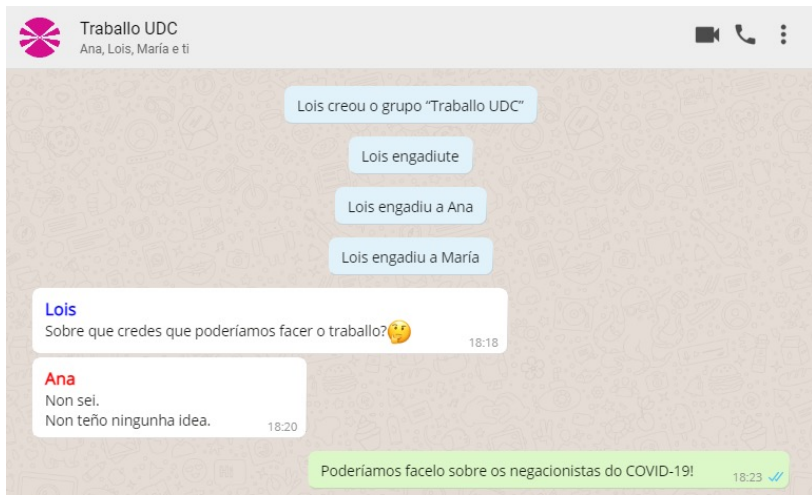 Traballo UDC
Ana, Lois, María e ti
Lois creou o grupo “Traballo UDC”
Lois engadiute
Lois engadiu a Ana
Lois engadiu a María
Lois
Sobre que credes que poderíamos facer o traballo?🤔
18:18
Ana
Non sei.
Non teño ningunha idea.
18:20
Poderíamos facelo sobre os negacionistas do COVID-19!
18:23